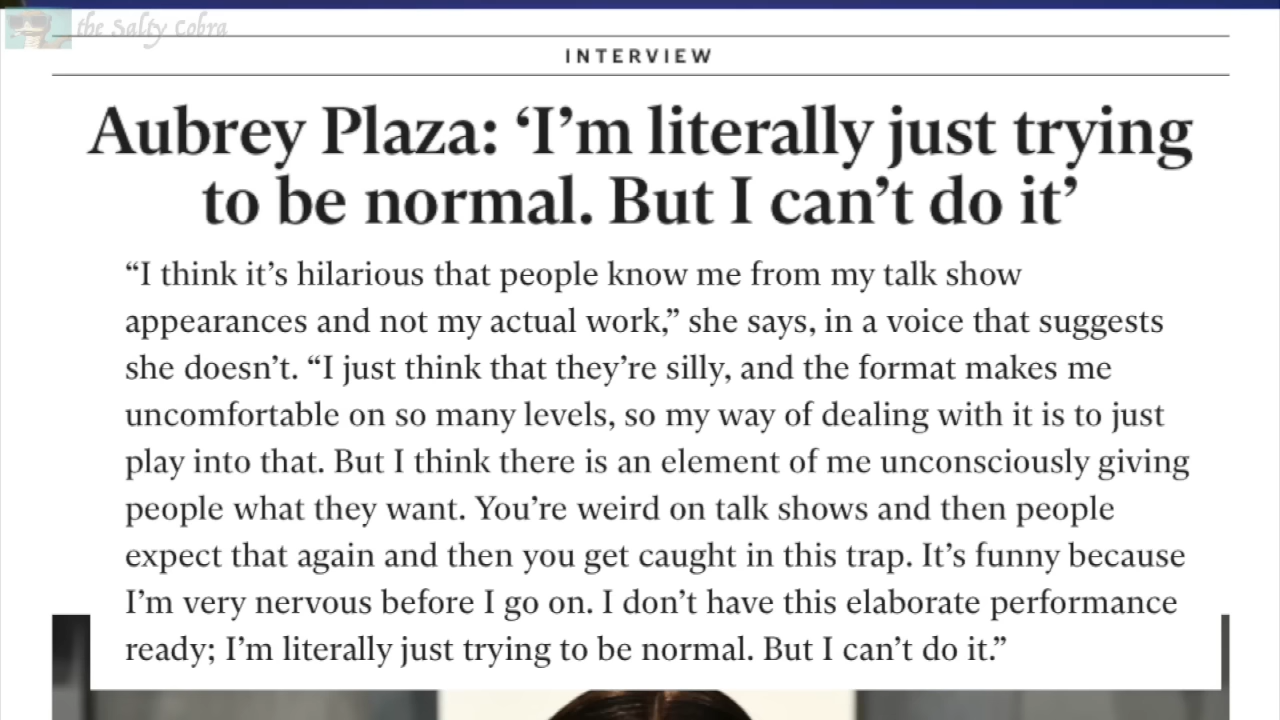 the Salty Cobra
INTERVIEW
Aubrey Plaza: ‘I’m literally just trying
to be normal. But I can’t do it’
“I think it’s hilarious that people know me from my talk show
appearances and not my actual work,” she says, in a voice that suggests
she doesn’t. “I just think that they’re silly, and the format makes me
uncomfortable on so many levels, so my way of dealing with it is to just
play into that. But I think there is an element of me unconsciously giving
people what they want. You’re weird on talk shows and then people
expect that again and then you get caught in this trap. It’s funny because
I’m very nervous before I go on. I don’t have this elaborate performance
ready; I’m literally just trying to be normal. But I can’t do it.”